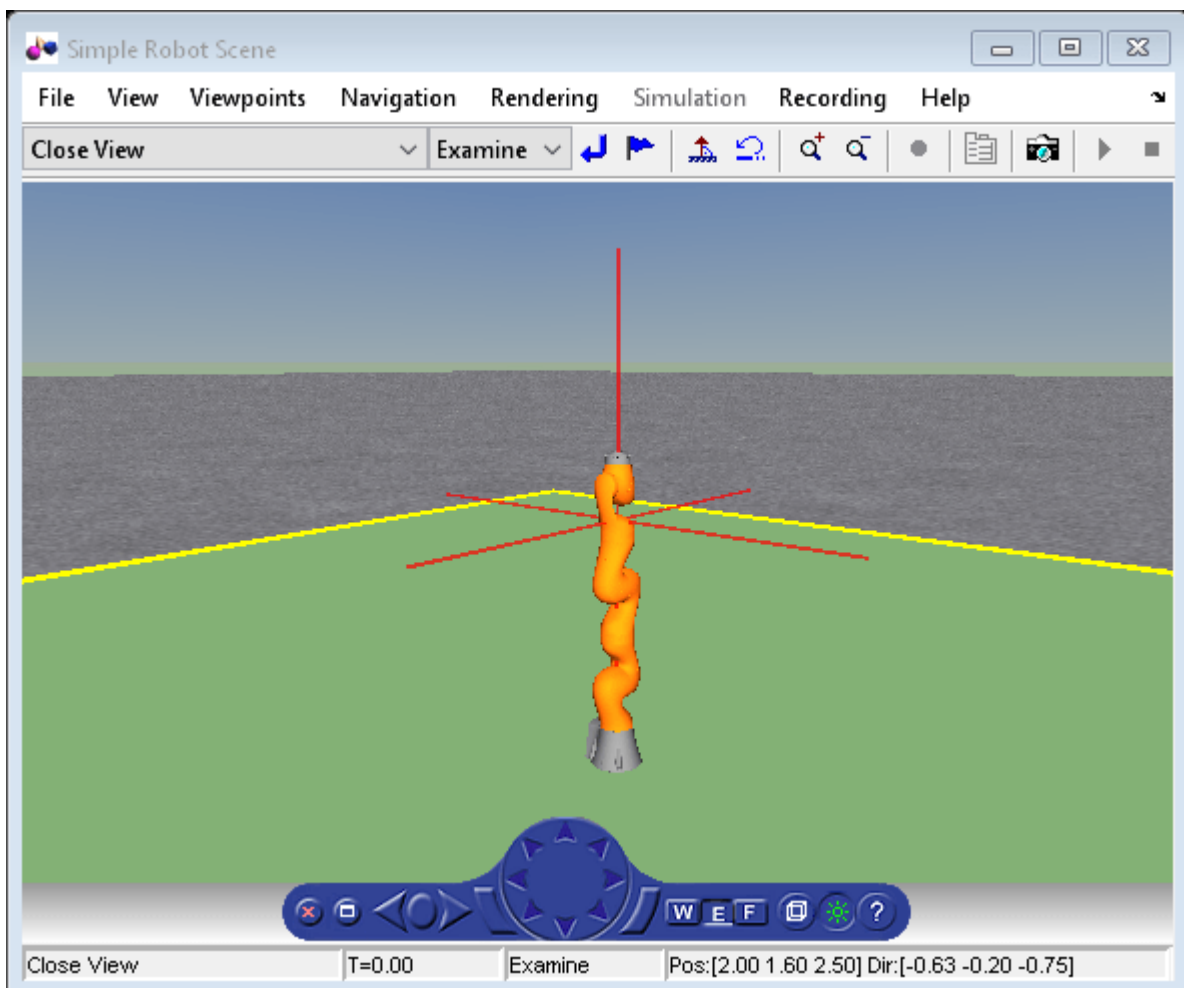 Simple Robot Scene
File View Viewpoints Navigation Rendering Simulation Recording Help
Close View Examine
W E F ?
Close View T=0.00 Examine Pos:[2.00 1.60 2.50] Dir:[-0.63 -0.20 -0.75]